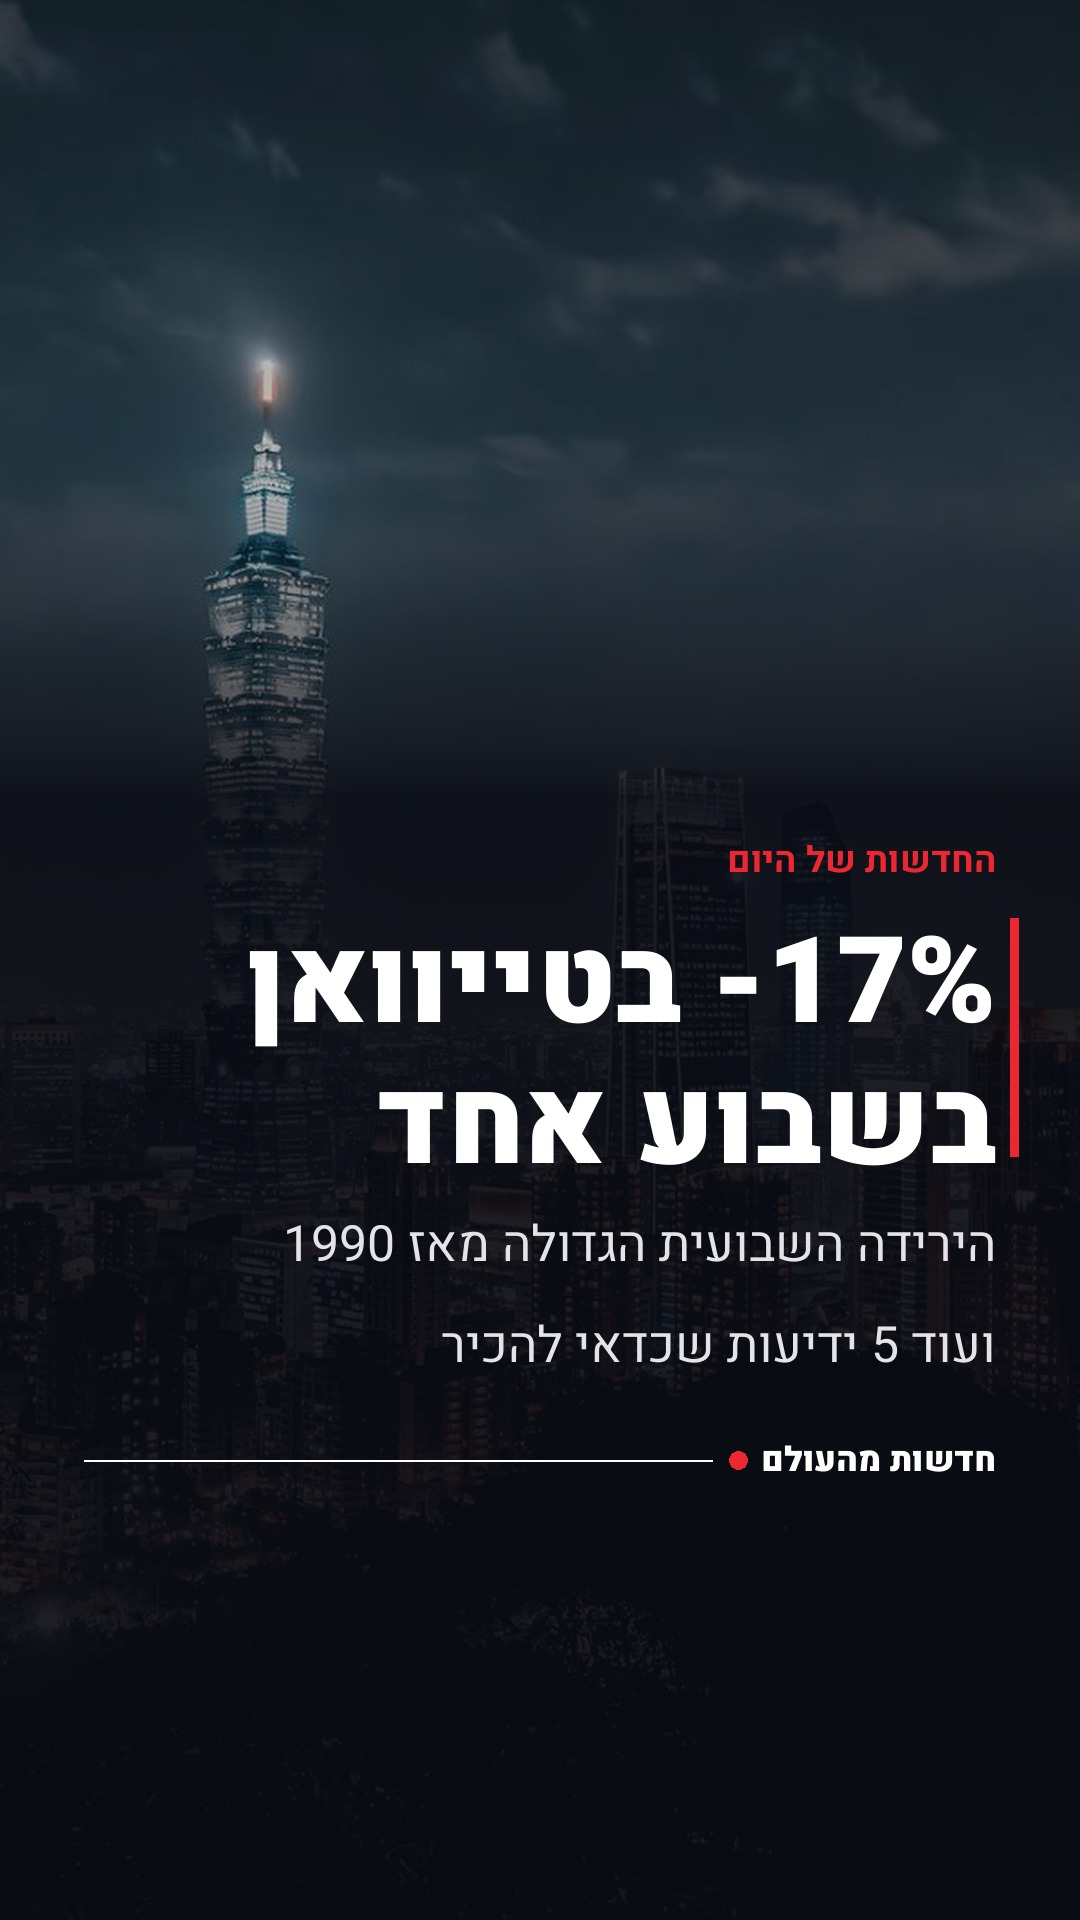 החדשות של היום
17%- בטייוואן
בשבוע אחד
הירידה השבועית הגדולה מאז 1990
ועוד 5 ידיעות שכדאי להכיר
חדשות מהעולם